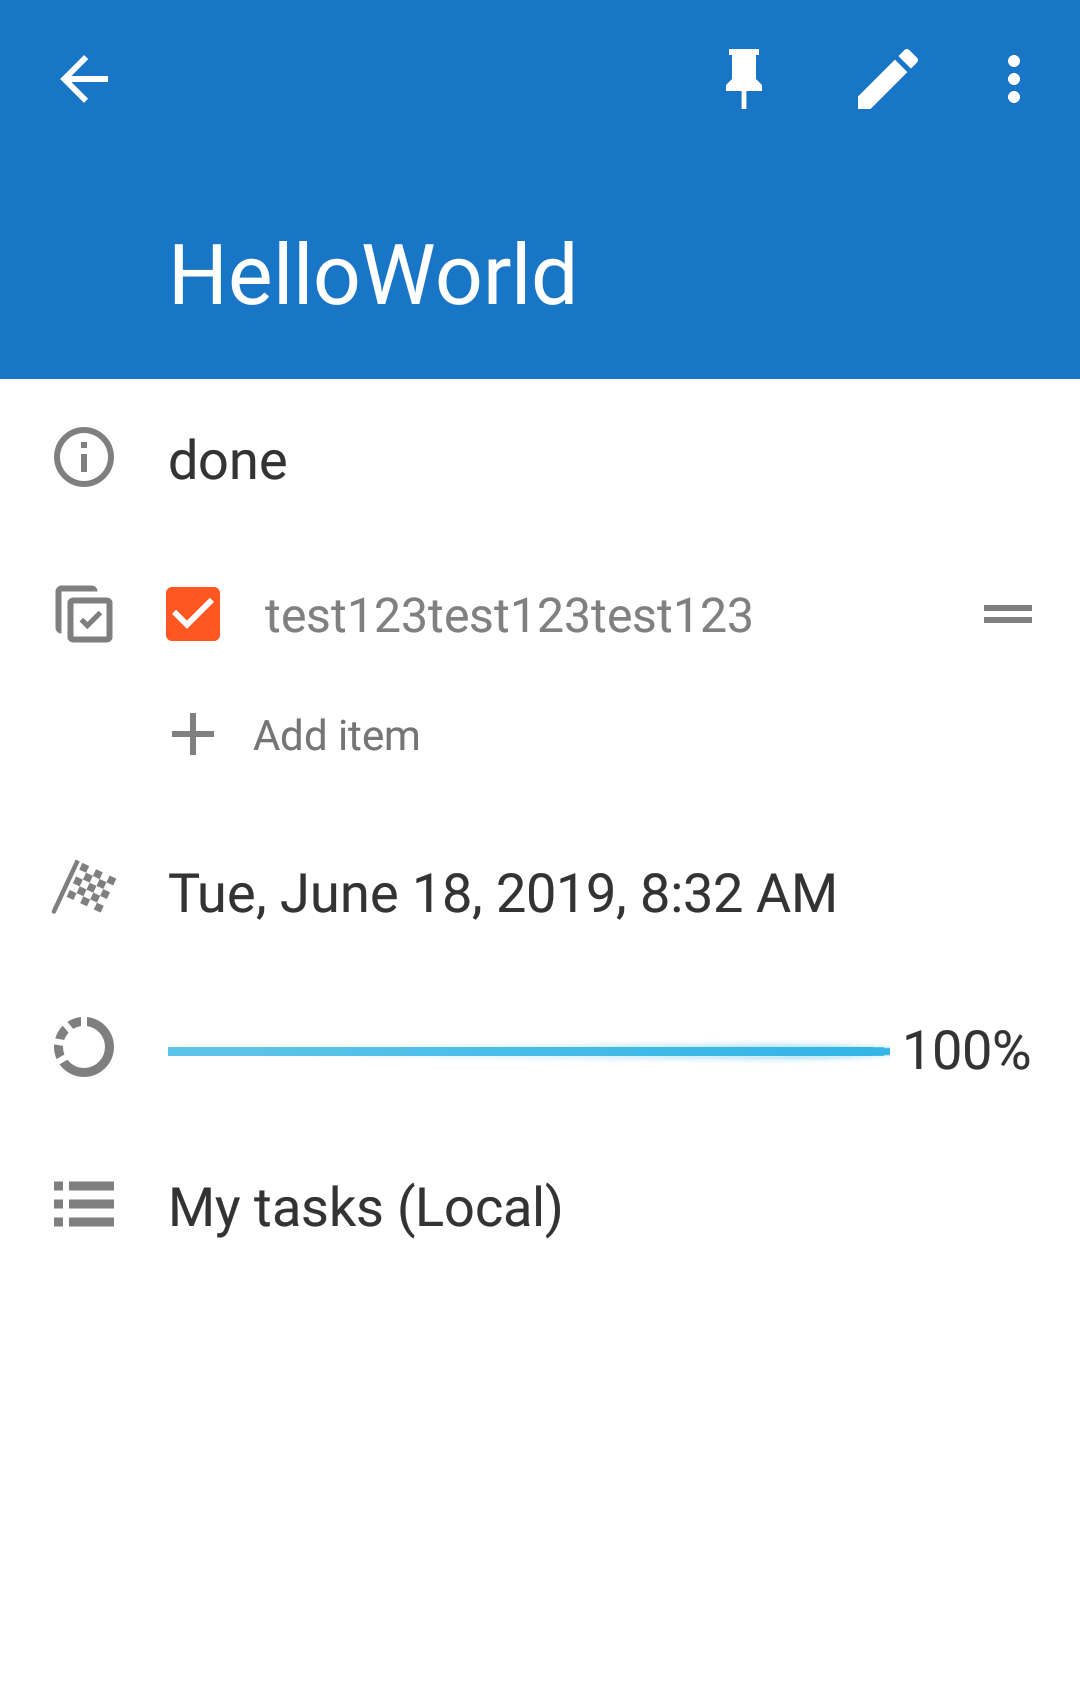 HelloWorld
done
test123test123test123
Add item
Tue, June 18, 2019, 8:32 AM
100%
My tasks (Local)